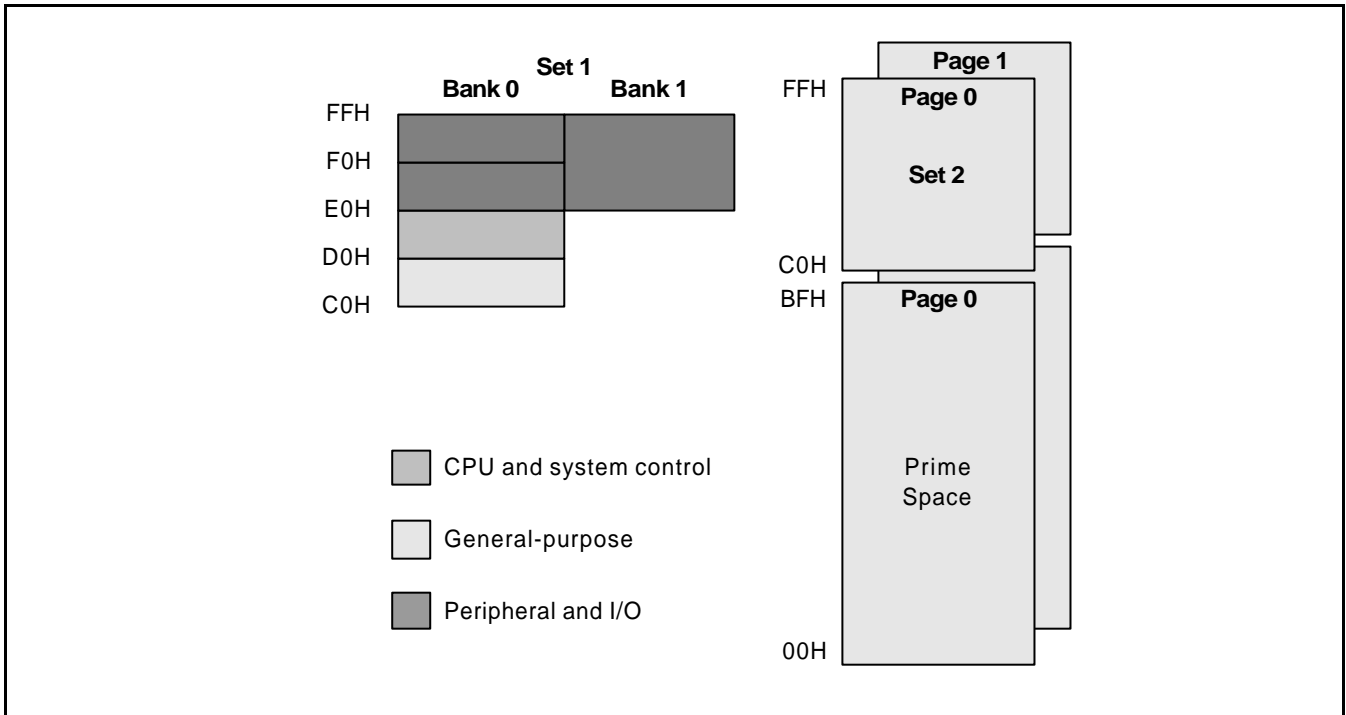 Set 1
Bank 0 Bank 1
FFH
F0H
E0H
D0H
C0H
CPU and system control
General-purpose
Peripheral and I/O
Page 1
FFH
Page 0
Set 2
C0H
BFH
Page 0
Prime
Space
00H